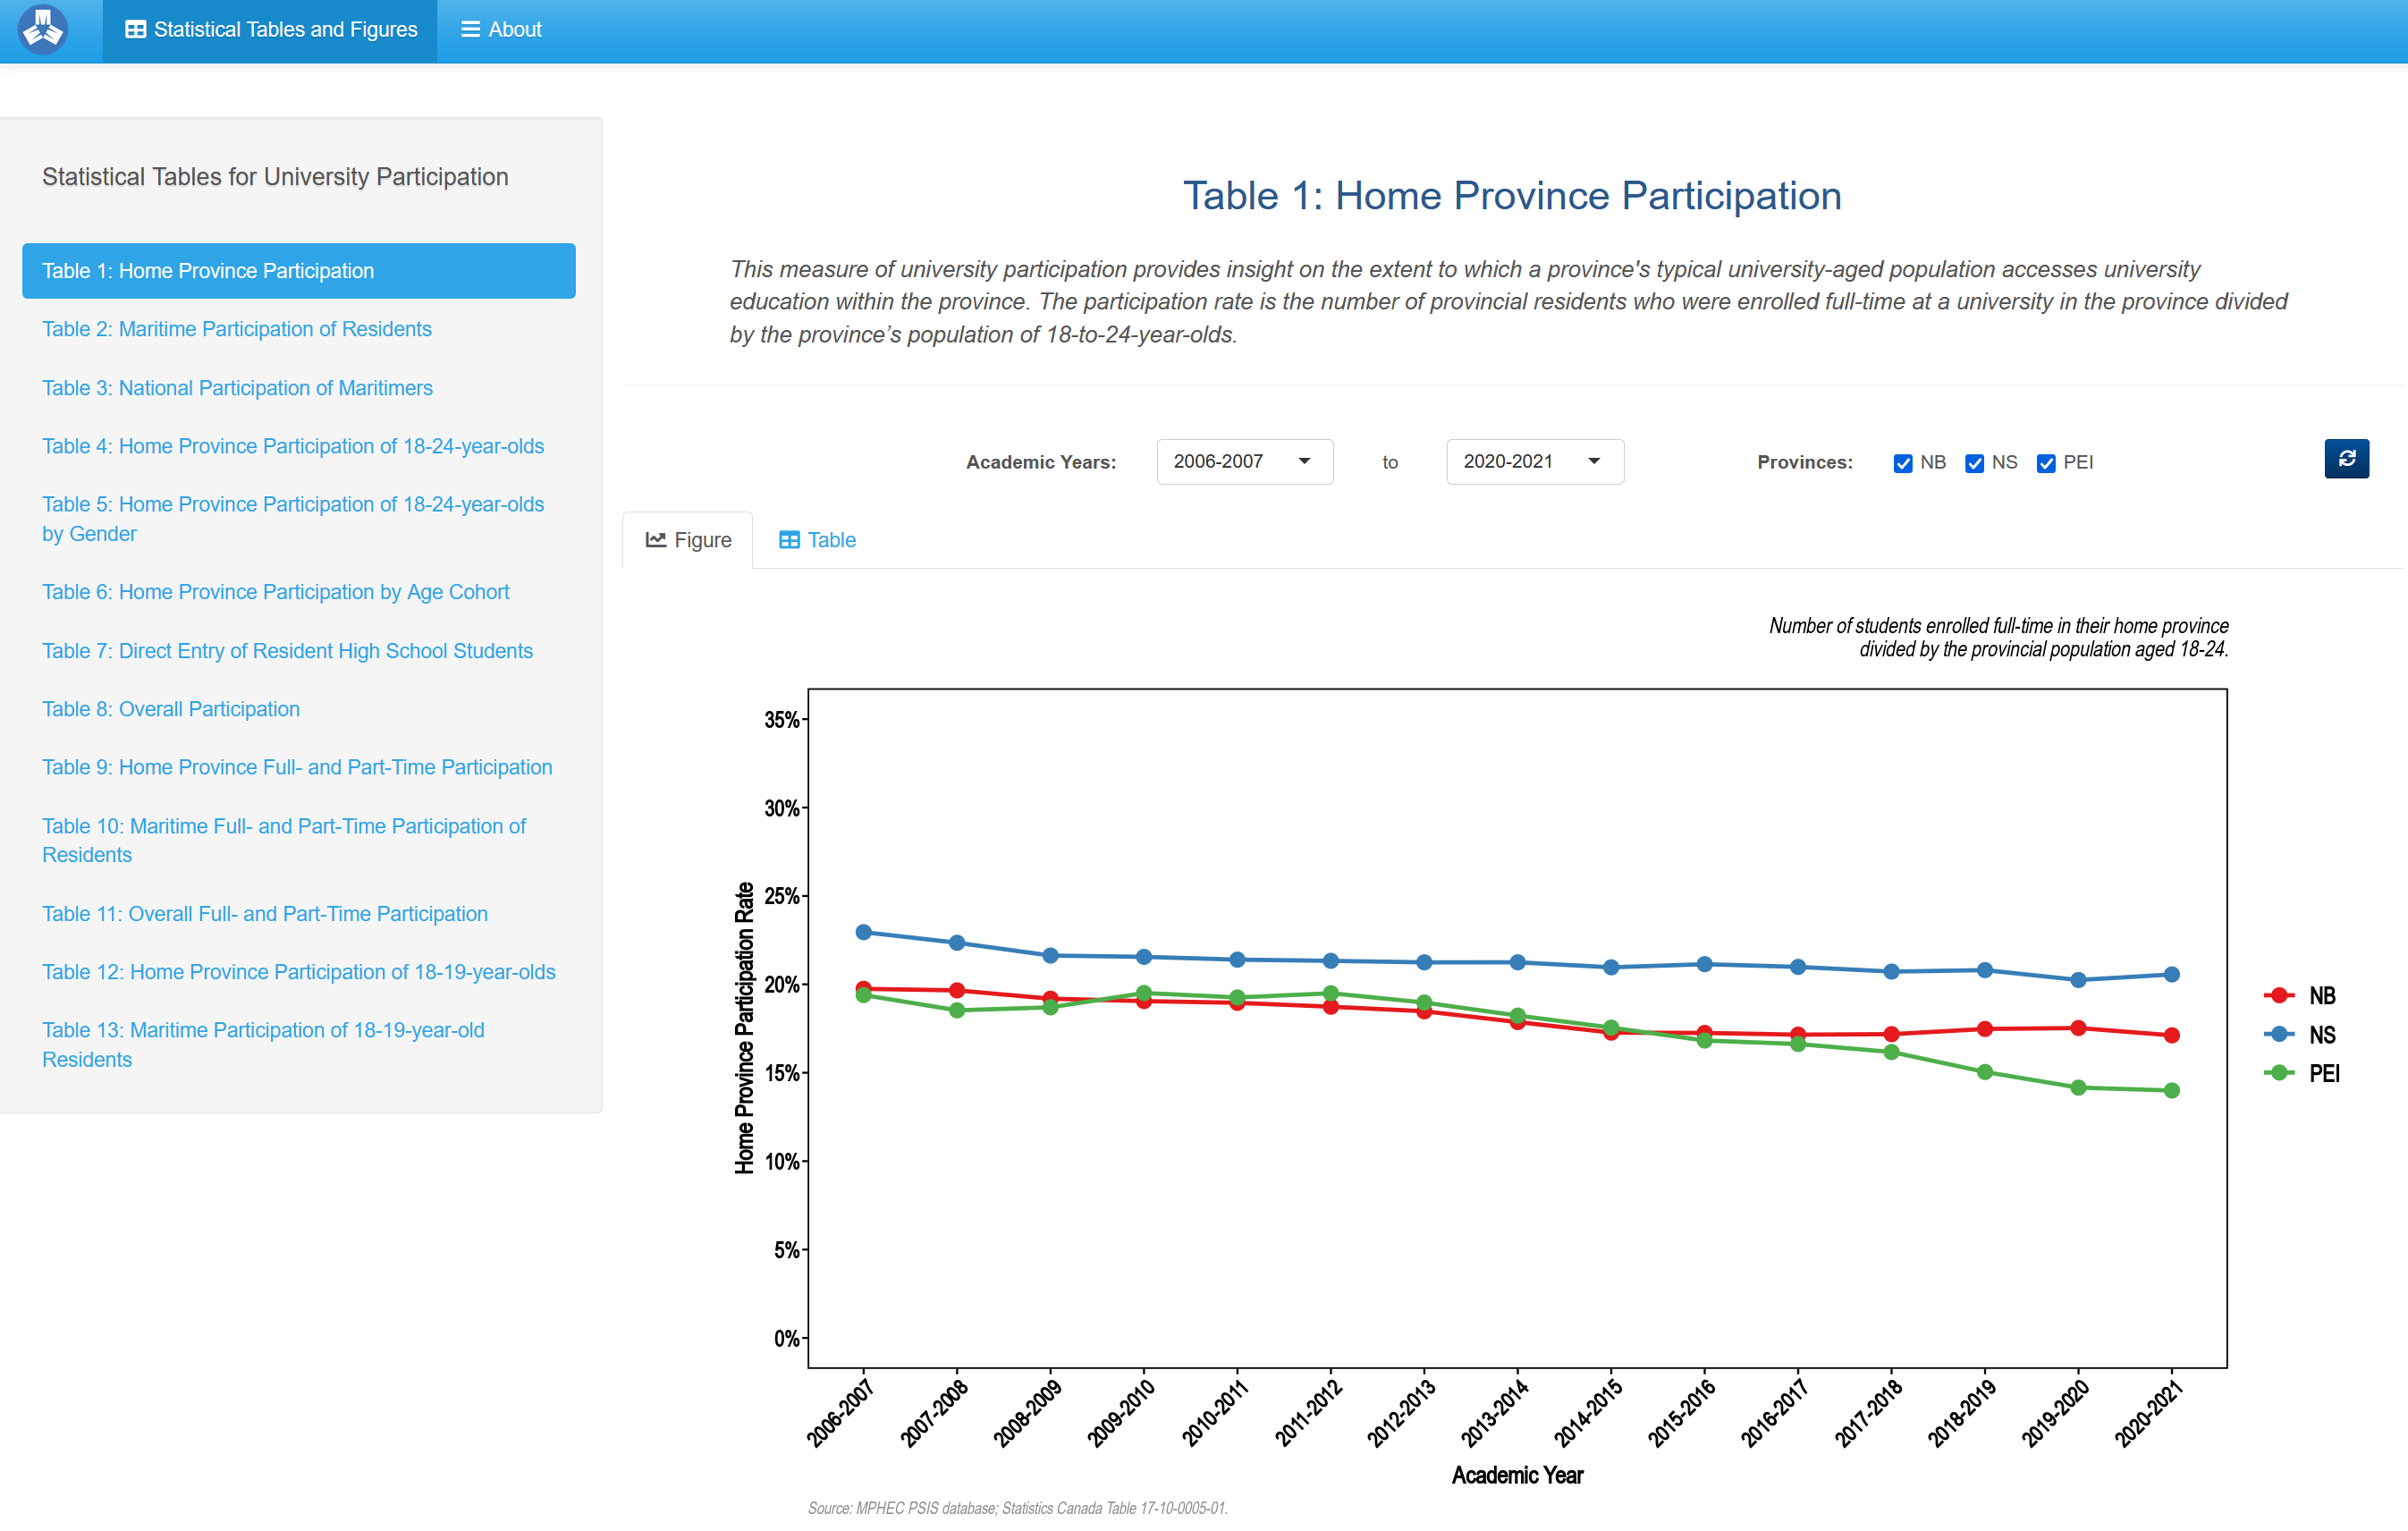 Statistical Tables and Figures
About
Statistical Tables for University Participation
Table 1: Home Province Participation
Table 2: Maritime Participation of Residents
Table 3: National Participation of Maritimers
Table 4: Home Province Participation of 18-24-year-olds
Table 5: Home Province Participation of 18-24-year-olds
by Gender
Table 6: Home Province Participation by Age Cohort
Table 7: Direct Entry of Resident High School Students
Table 8: Overall Participation
Table 9: Home Province Full- and Part-Time Participation
Table 10: Maritime Full- and Part-Time Participation of
Residents
Table 11: Overall Full- and Part-Time Participation
Table 12: Home Province Participation of 18-19-year-olds
Table 13: Maritime Participation of 18-19-year-old
Residents
Table 1: Home Province Participation
This measure of university participation provides insight on the extent to which a province's typical university-aged population accesses university
education within the province. The participation rate is the number of provincial residents who were enrolled full-time at a university in the province divided
by the province’s population of 18-to-24-year-olds.
Academic Years: 2006-2007 to 2020-2021 Provinces: NB NS PEI
Figure Table
Number of students enrolled full-time in their home province
divided by the provincial population aged 18-24.
Home Province Participation Rate
35%
30%
25%
20%
15%
10%
5%
0%
NB
NS
PEI
2006-2007 2007-2008 2008-2009 2009-2010 2010-2011 2011-2012 2012-2013 2013-2014 2014-2015 2015-2016 2016-2017 2017-2018 2018-2019 2019-2020 2020-2021
Academic Year
Source: MPHEC PSIS database; Statistics Canada Table 17-10-0005-01.